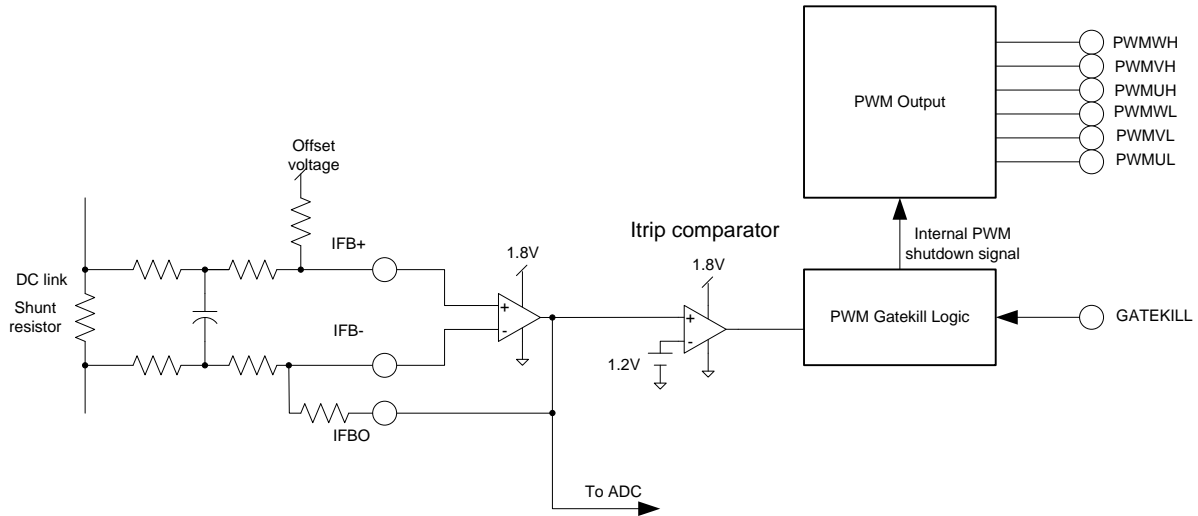 PWMWH
PWMVH
PWMUH
PWMWL
PWMVL
PWMUL
PWM Output
Offset
voltage
IFB+
Itrip comparator
Internal PWM
shutdown signal
1.8V
1.8V
DC link
Shunt
resistor
+
-
+
-
PWM Gatekill Logic
GATEKILL
IFB-
1.2V
IFBO
To ADC